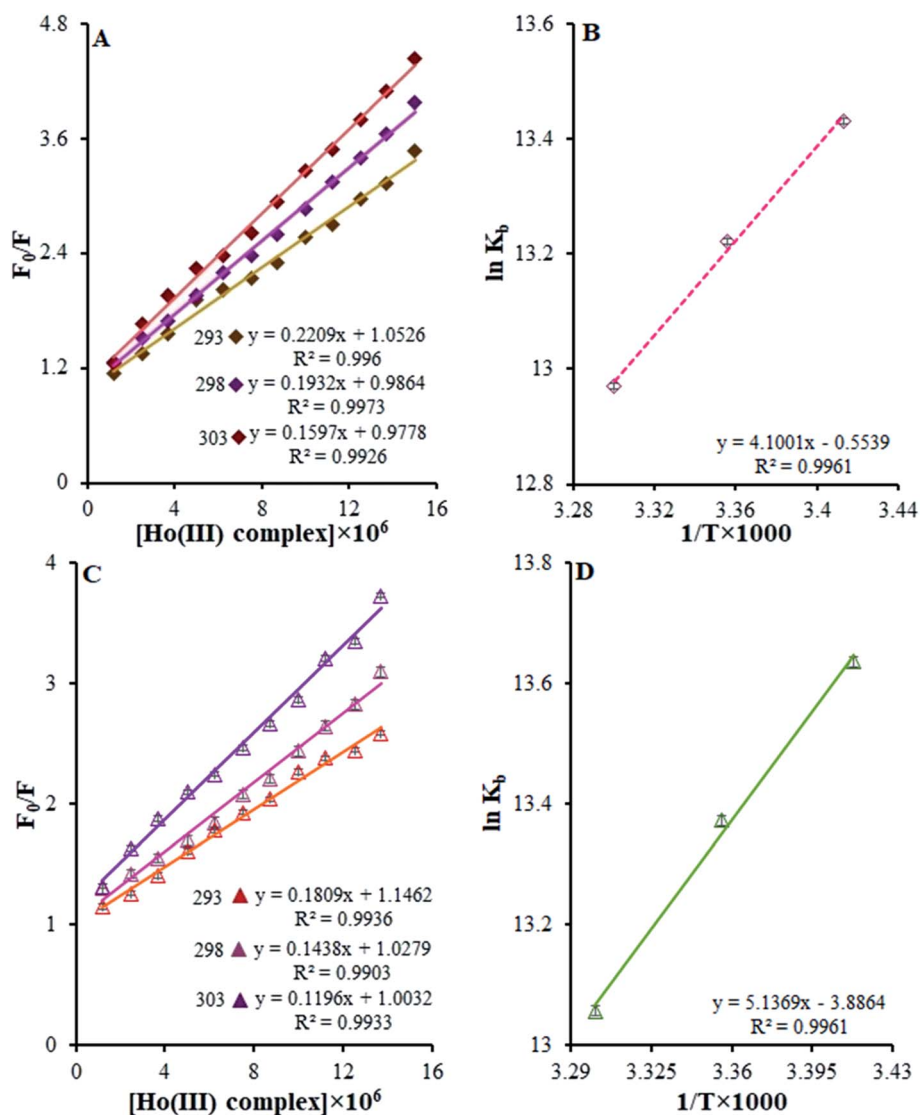 A
4.8
3.6
2.4
1.2
0
F₀/F
293 y = 0.2209x + 1.0526
R² = 0.996
298 y = 0.1932x + 0.9864
R² = 0.9973
303 y = 0.1597x + 0.9778
R² = 0.9926
0 4 8 12 16
[Ho(III) complex]×10⁶
B
13.6
13.4
13.2
13
12.8
ln K_b
y = 4.1001x - 0.5539
R² = 0.9961
3.28 3.32 3.36 3.4 3.44
1/T×1000
C
4
3
2
1
0
F₀/F
293 y = 0.1809x + 1.1462
R² = 0.9936
298 y = 0.1438x + 1.0279
R² = 0.9903
303 y = 0.1196x + 1.0032
R² = 0.9933
0 4 8 12 16
[Ho(III) complex]×10⁶
D
13.8
13.6
13.4
13.2
13
ln K_b
y = 5.1369x - 3.8864
R² = 0.9961
3.29 3.325 3.36 3.395 3.43
1/T×1000